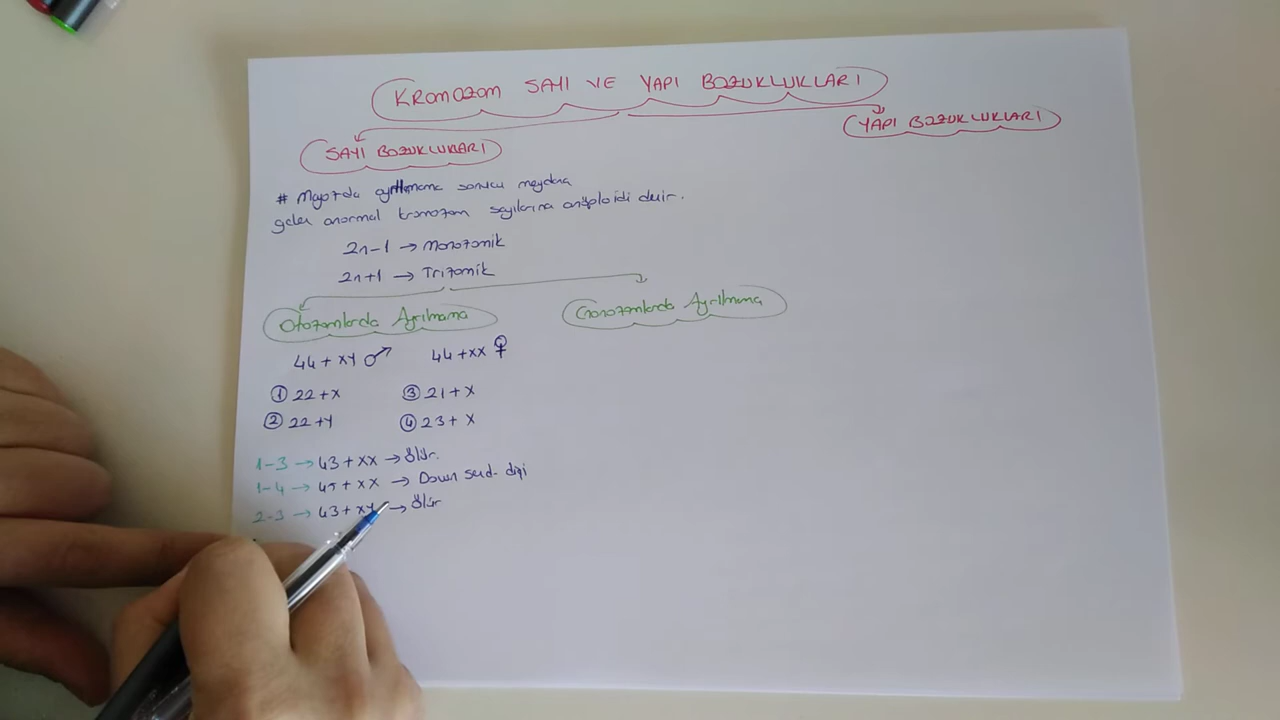 KROMOZOM SAYI VE YAPI BOZUKLUKLARI
SAYI BOZUKLUKLARI
YAPI BOZUKLUKLARI
# Mayozda ayrılmama sonucu meydana
gelen anormal kromozom sayılarına anöploidi denir.
2n-1 → Monozomik
2n+1 → Trizomik
Otozomlarda Ayrılmama
Gonozomlarda Ayrılmama
44+XY ♂ 44+XX ♀
① 22+X ③ 21+X
② 22+Y ④ 23+X
1-3 → 43+XX → Ölür.
1-4 → 45+XX → Down send. dişi
2-3 → 43+XY → Ölür